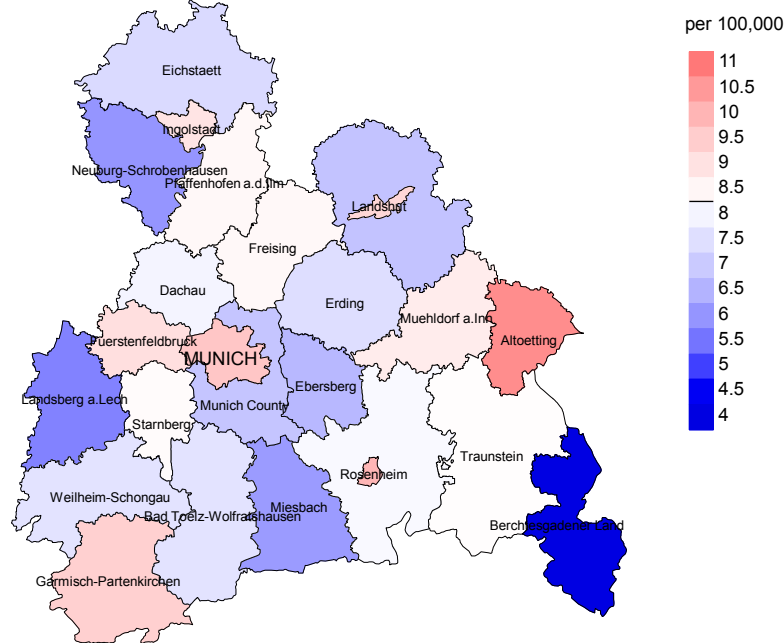 per 100,000
11
10.5
10
9.5
9
8.5
8
7.5
7
6.5
6
5.5
5
4.5
4
Eichstaett
Ingolstadt
Neuburg-Schrobenhausen
Pfaffenhofen a.d.Ilm
Landshut
Freising
Dachau
Erding
Muehldorf a.Inn
Fuerstenfeldbruck
Altoetting
MUNICH
Ebersberg
Landsberg a.Lech
Munich County
Starnberg
Traunstein
Rosenheim
Weilheim-Schongau
Miesbach
Bad Toelz-Wolfratshausen
Berchtesgadener Land
Garmisch-Partenkirchen